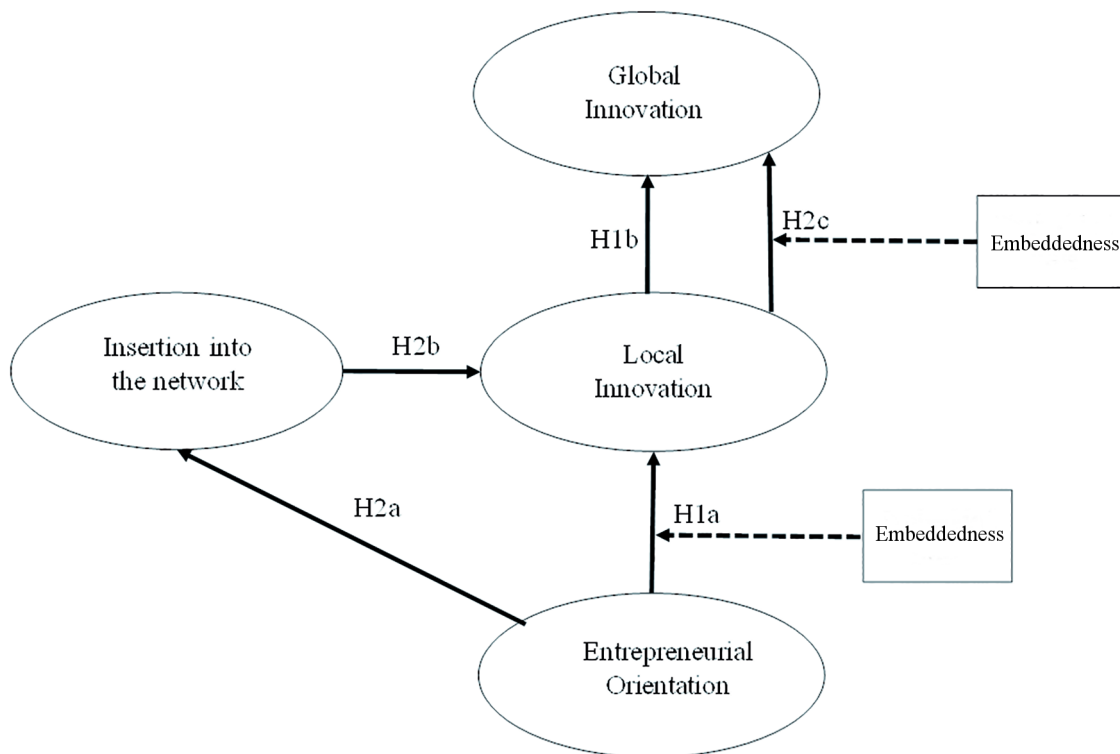 Global
Innovation
H1b
H2c
Embeddedness
Insertion into
the network
H2b
Local
Innovation
H2a
H1a
Embeddedness
Entrepreneurial
Orientation